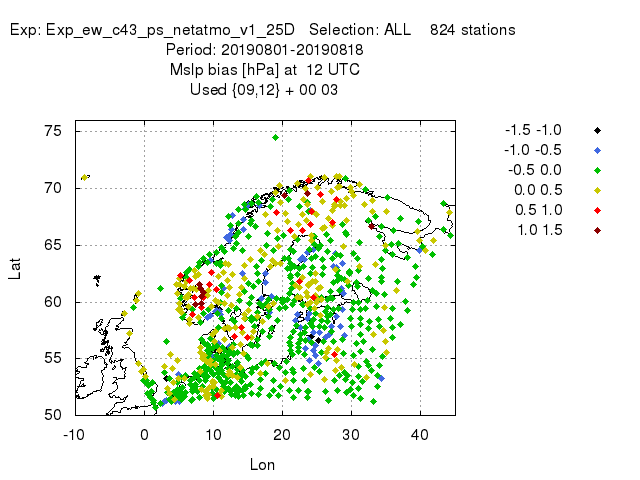 Exp: Exp_ew_c43_ps_netatmo_v1_25D Selection: ALL 824 stations
Period: 20190801-20190818
Mslp bias [hPa] at 12 UTC
Used {09,12} + 00 03
-1.5 -1.0
-1.0 -0.5
-0.5 0.0
0.0 0.5
0.5 1.0
1.0 1.5
75
70
65
60
55
50
Lat
-10 0 10 20 30 40
Lon